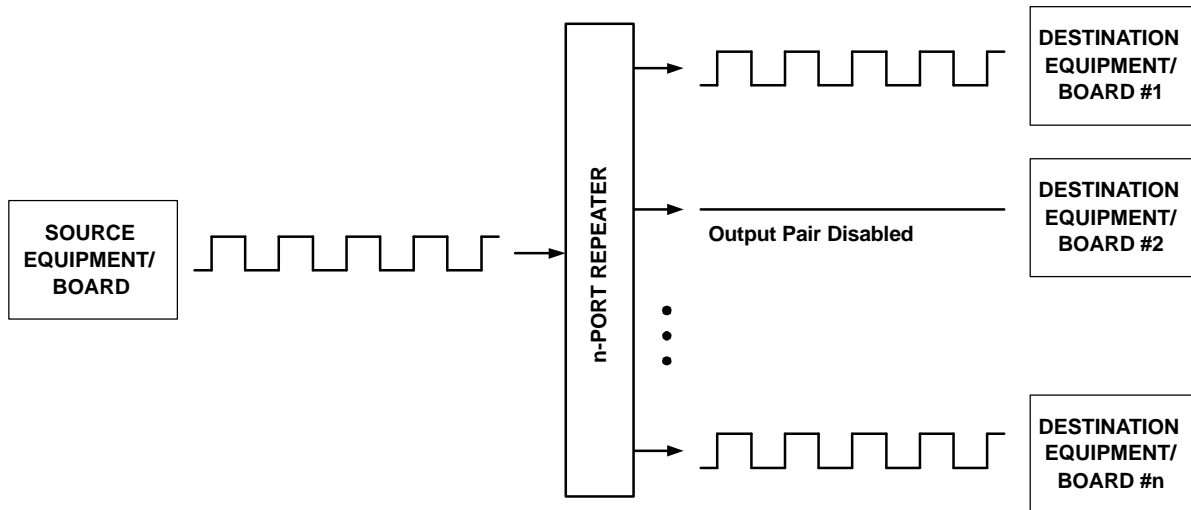 SOURCE
EQUIPMENT/
BOARD
n-PORT REPEATER
DESTINATION
EQUIPMENT/
BOARD #1
Output Pair Disabled
DESTINATION
EQUIPMENT/
BOARD #2
DESTINATION
EQUIPMENT/
BOARD #n